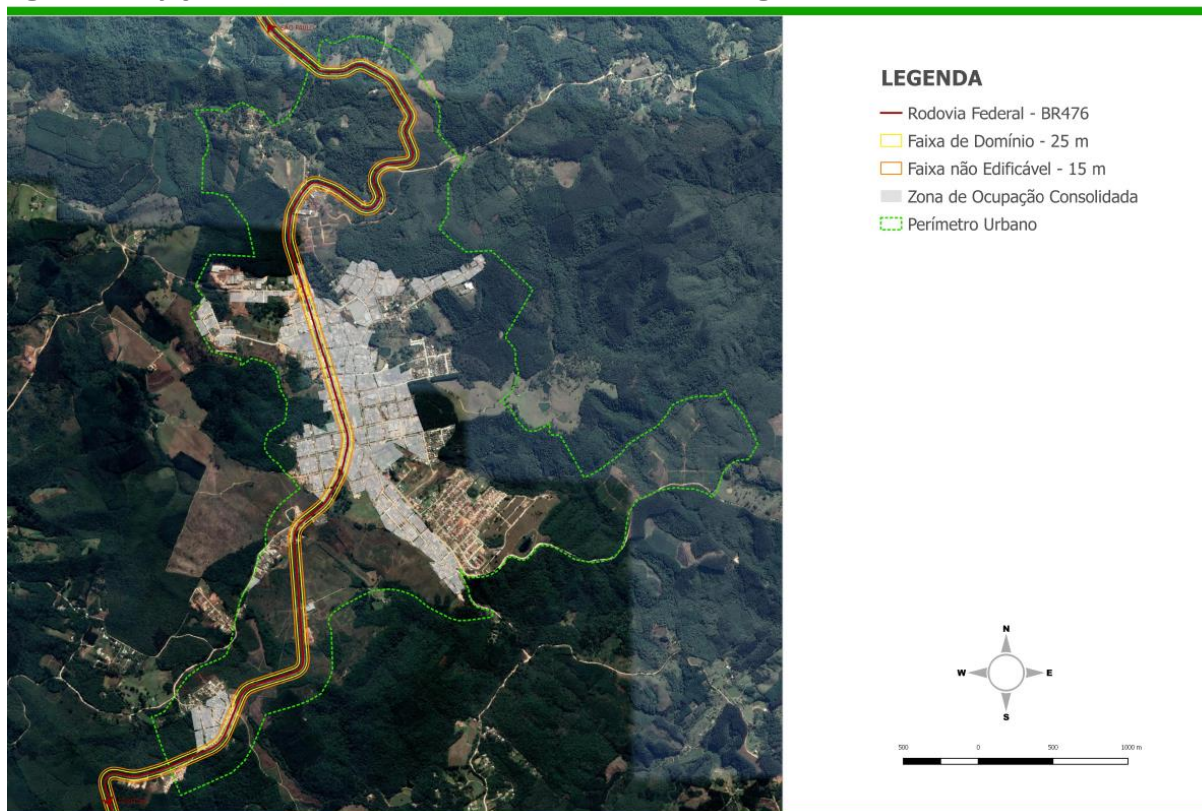 LEGENDA
Rodovia Federal - BR476
Faixa de Domínio - 25 m
Faixa não Edificável - 15 m
Zona de Ocupação Consolidada
Perímetro Urbano
N
W E
S
500 0 500 1000 m